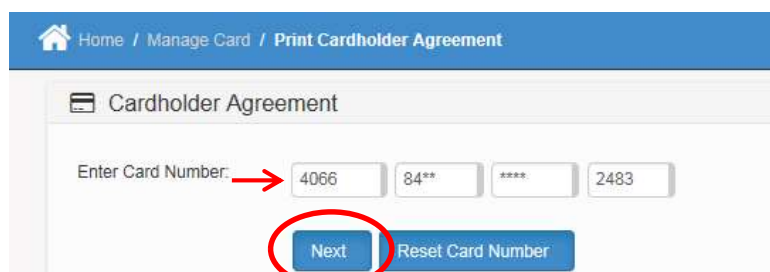 Home / Manage Card / Print Cardholder Agreement
Cardholder Agreement
Enter Card Number: 4066 84** **** 2483
Next Reset Card Number